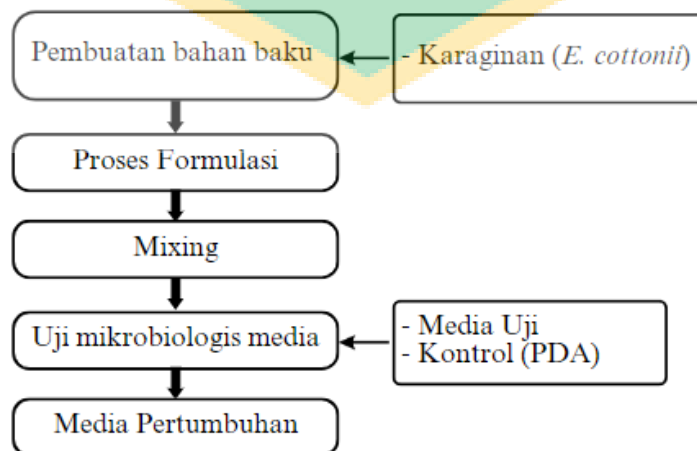 Pembuatan bahan baku
- Karaginan (E. cottonii)
Proses Formulasi
Mixing
Uji mikrobiologis media
- Media Uji
- Kontrol (PDA)
Media Pertumbuhan